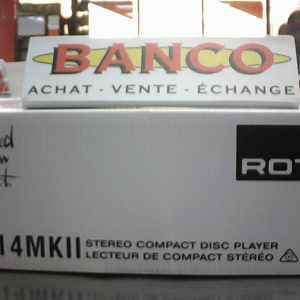 BANCO
ACHAT - VENTE - ÉCHANGE
ROT
14MKII STEREO COMPACT DISC PLAYER
LECTEUR DE COMPACT STÉRÉO